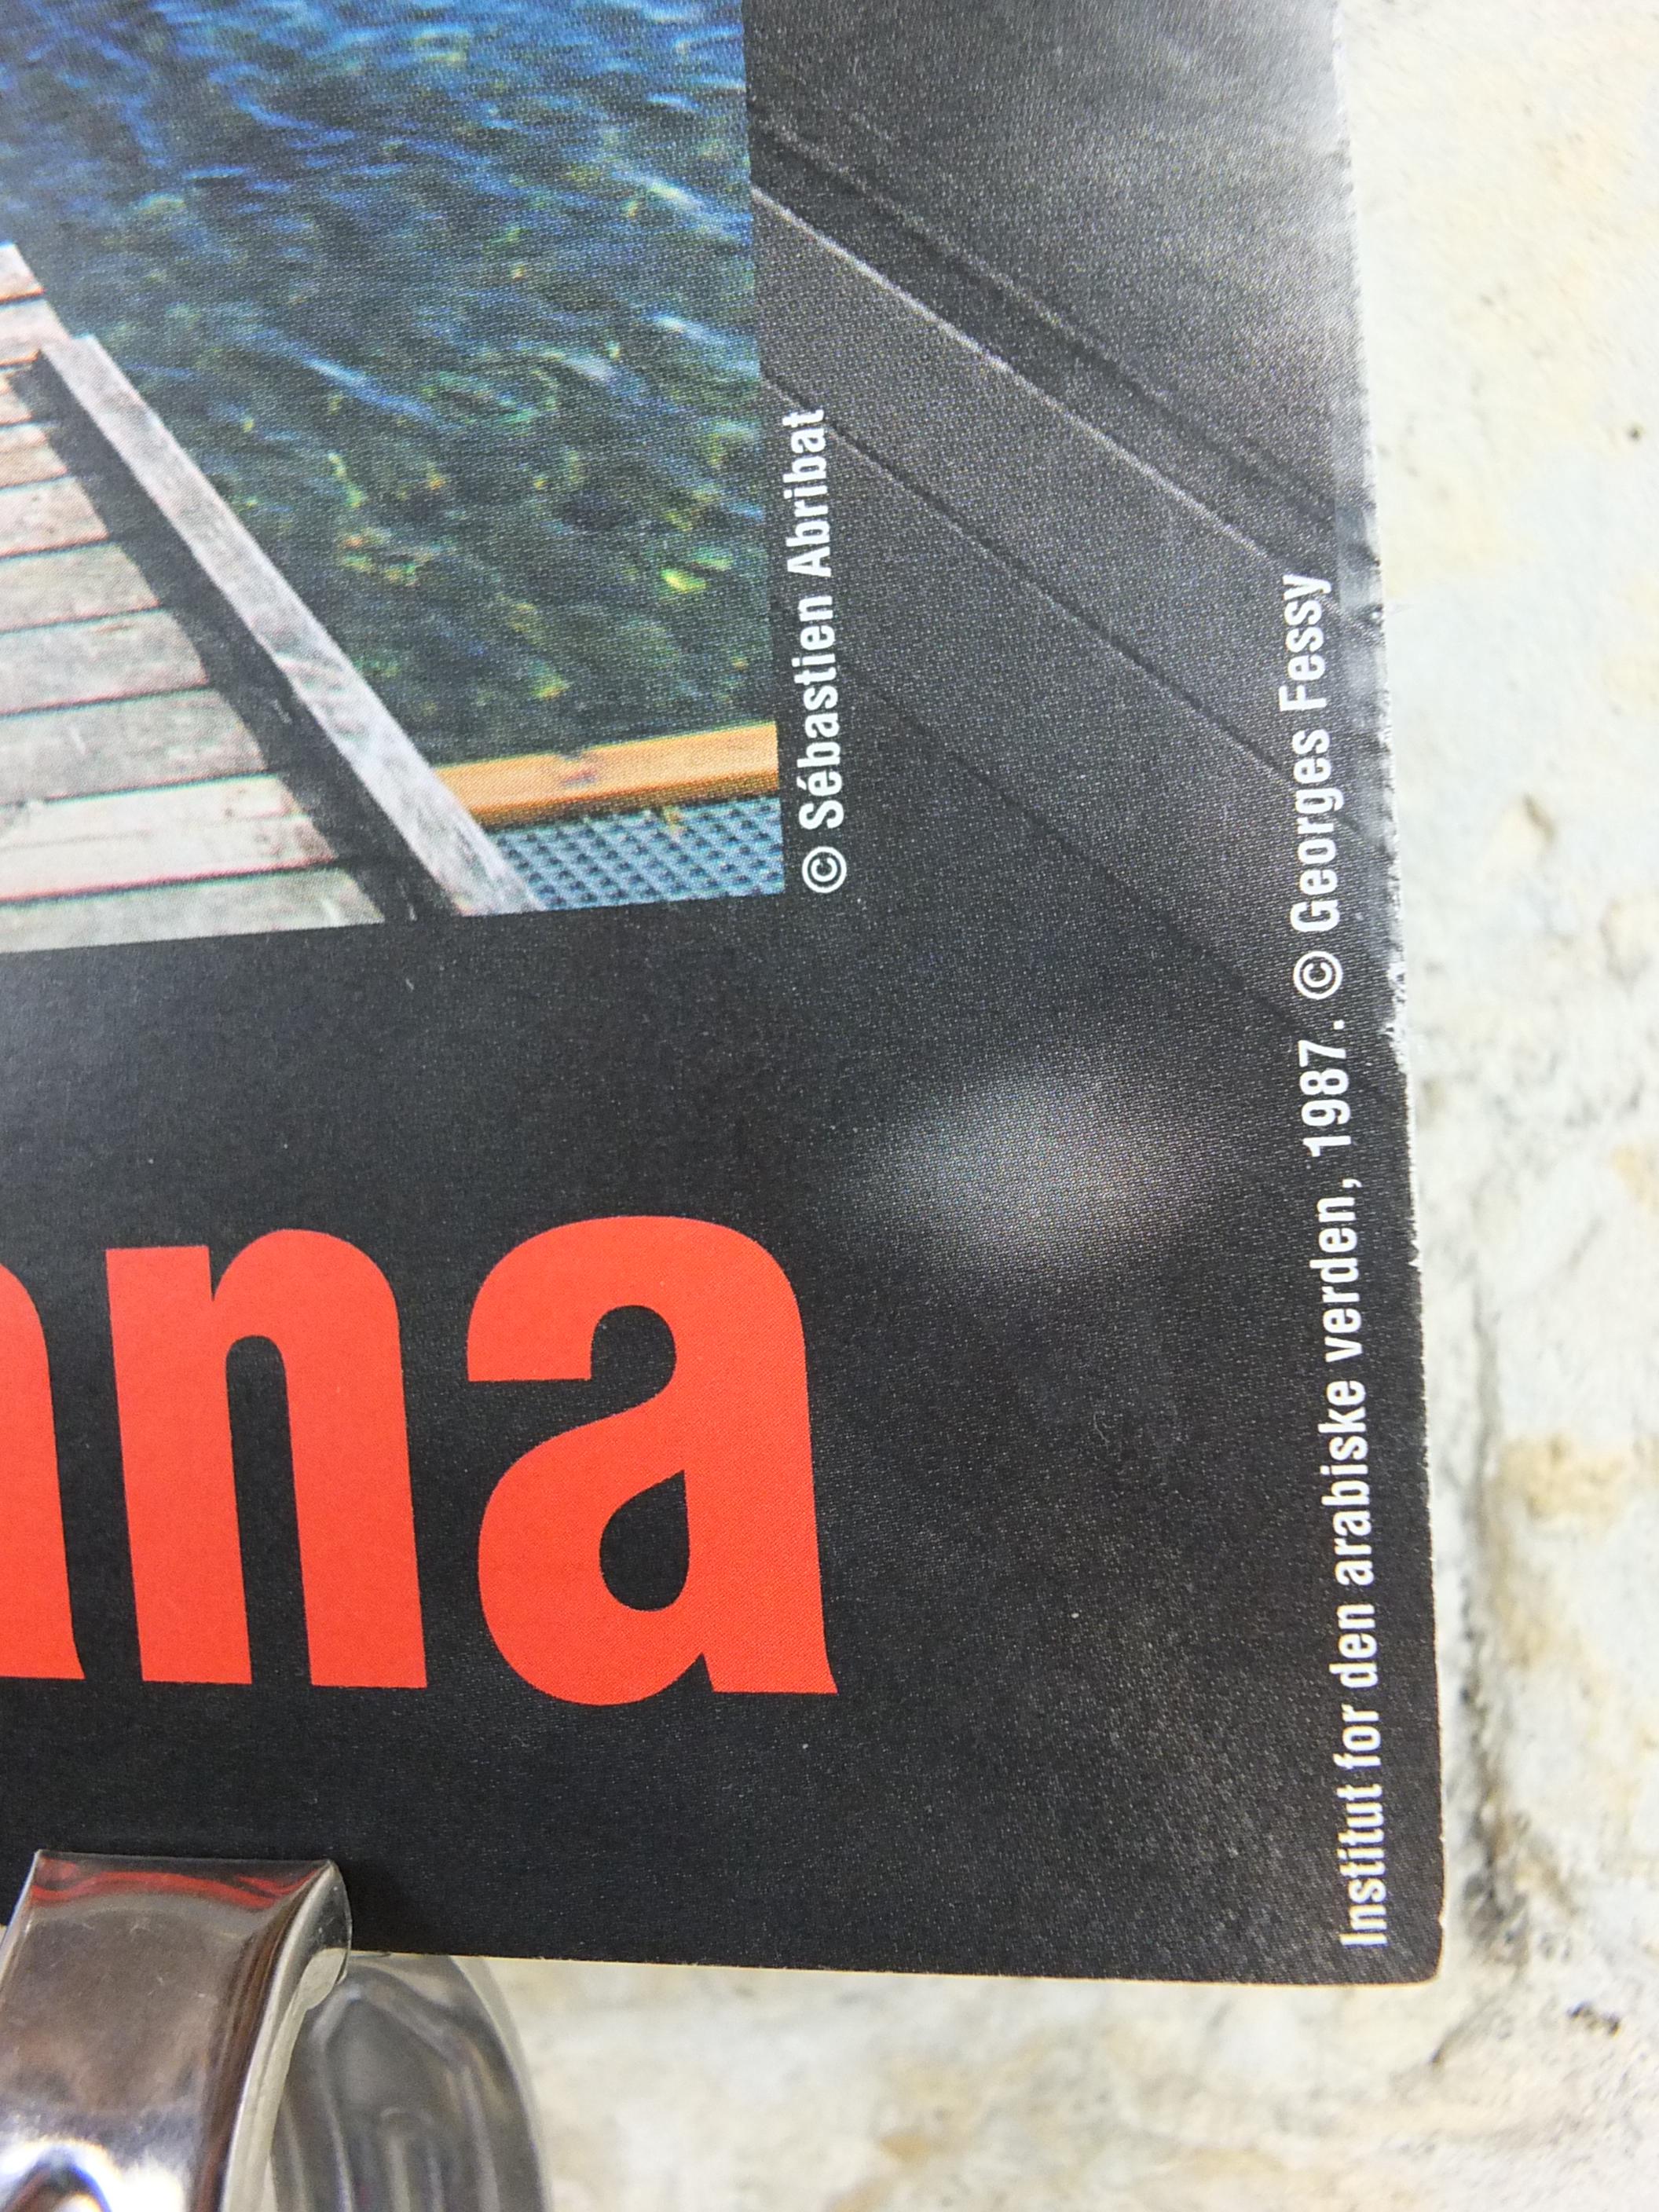 © Sébastien Abribat
Institut for den arabiske verden, 1987. © Georges Fessy
nna